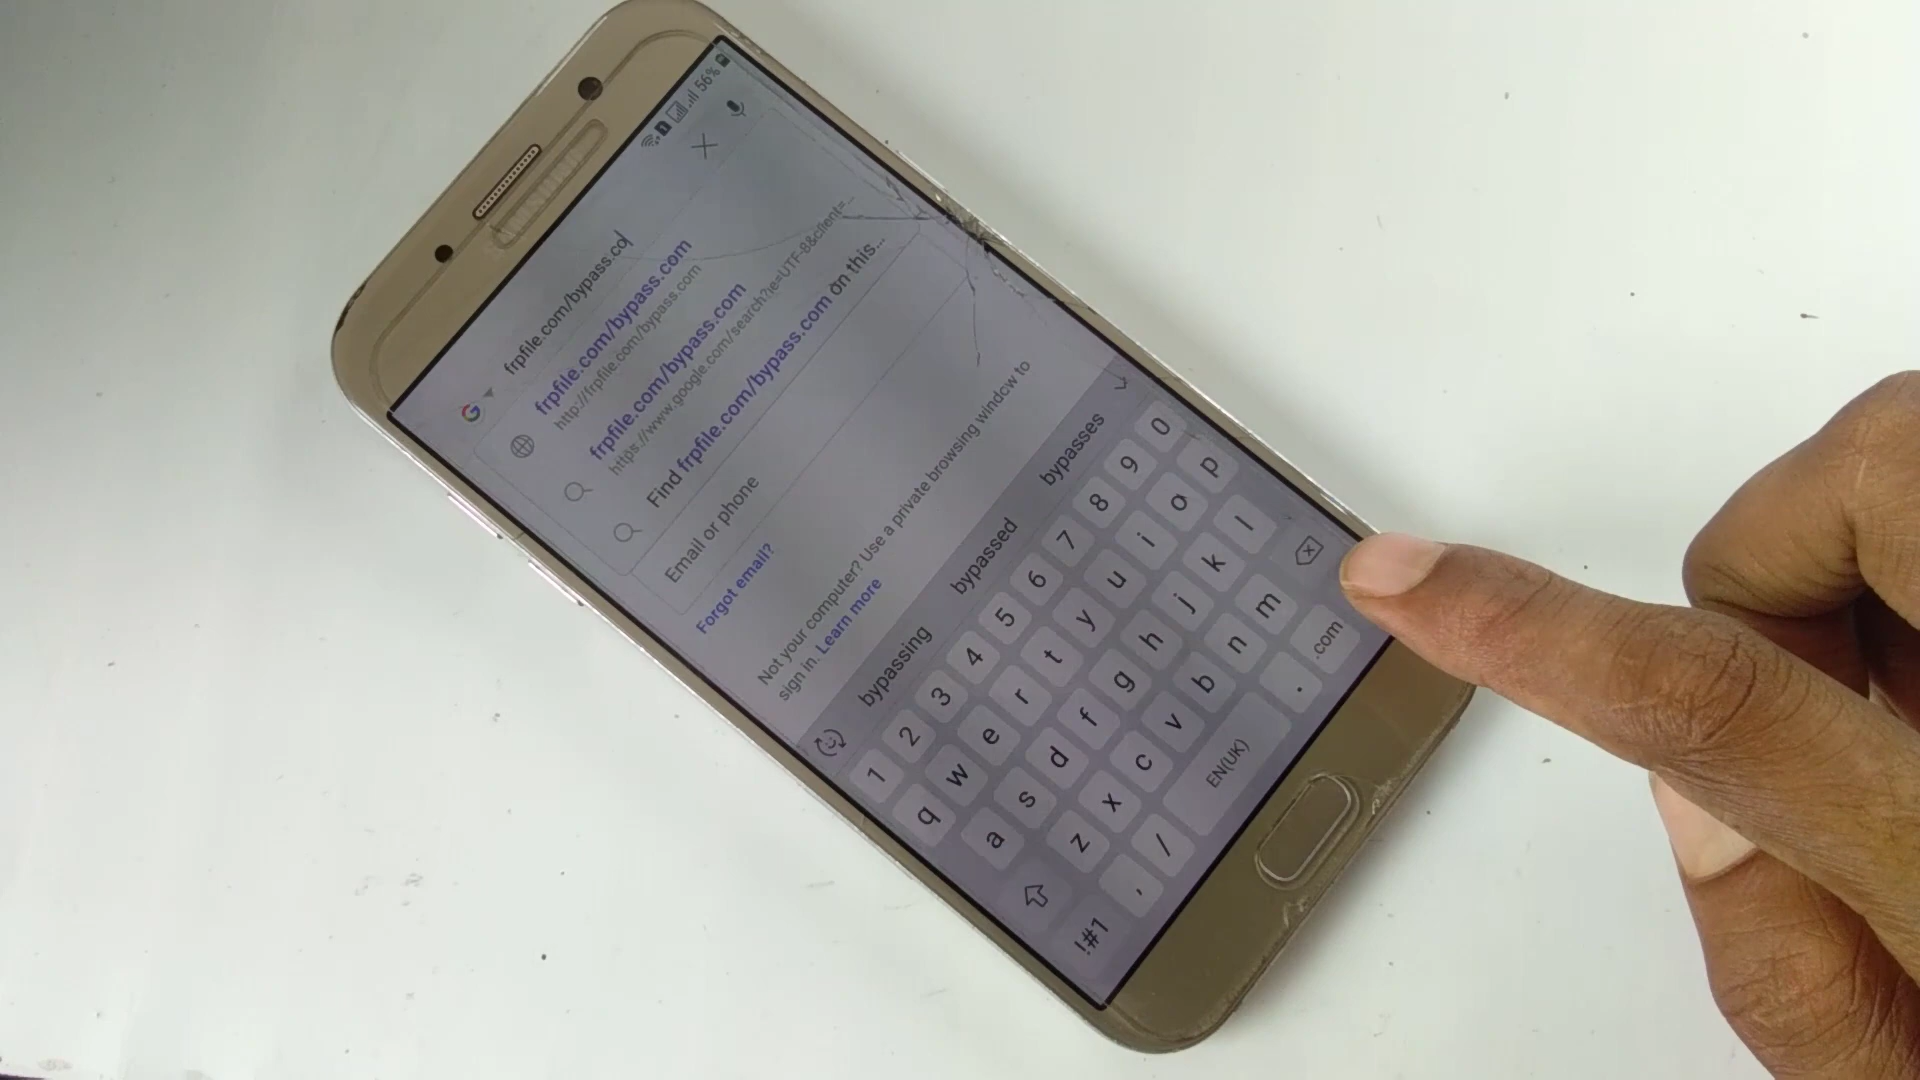 SAMSUNG
56%
frpfile.com/bypass.co
frpfile.com/bypass.com
http://frpfile.com/bypass.com
frpfile.com/bypass.com
https://www.google.com/search?ie=UTF-8&client=...
Find frpfile.com/bypass.com on this...
Email or phone
Forgot email?
Not your computer? Use a private browsing window to
sign in. Learn more
bypassing bypassed bypasses
1 2 3 4 5 6 7 8 9 0
q w e r t y u i o p
a s d f g h j k l
z x c v b n m
!#1 , / EN(UK) . .com